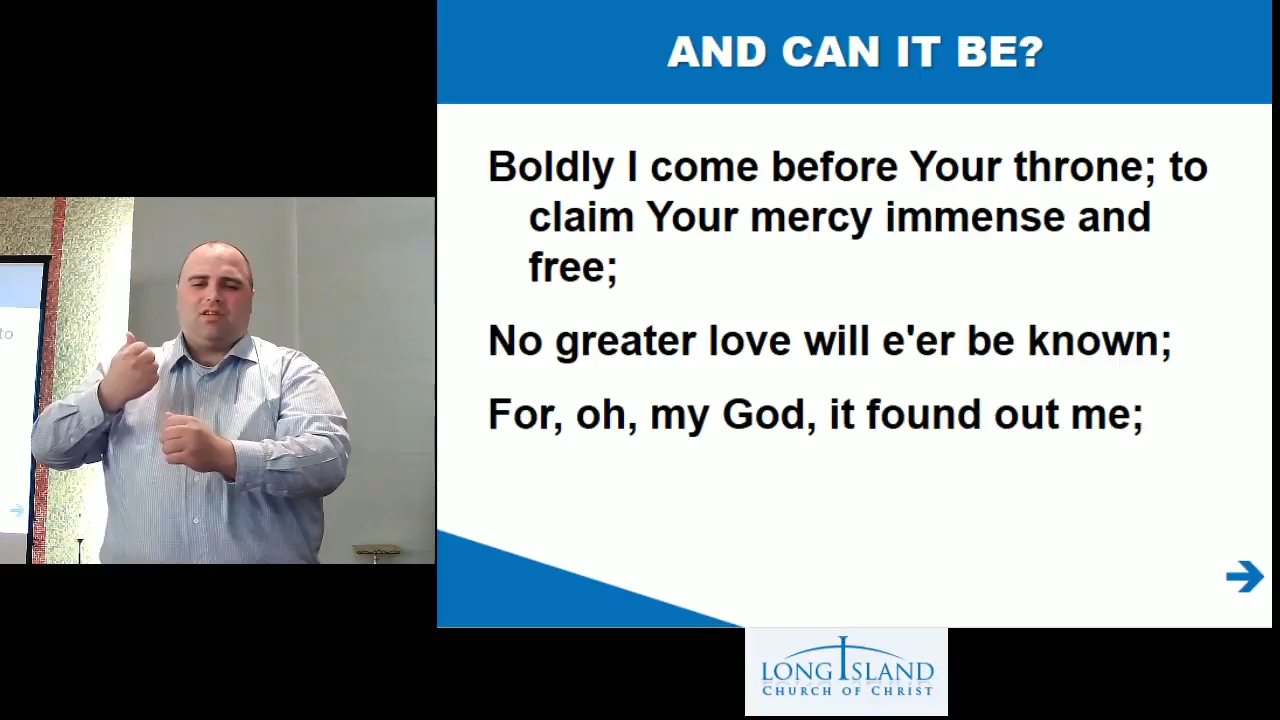 AND CAN IT BE?
Boldly I come before Your throne; to
claim Your mercy immense and
free;
No greater love will e'er be known;
For, oh, my God, it found out me;
to
LONG ISLAND
CHURCH OF CHRIST